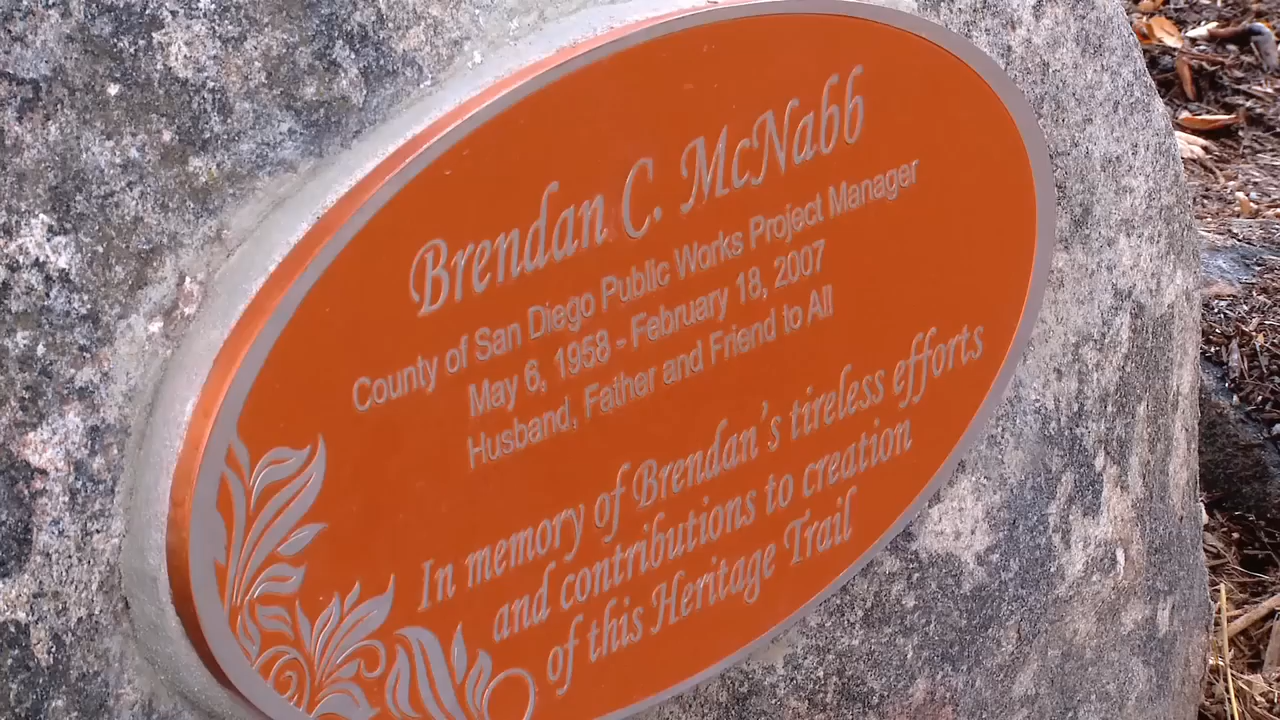 Brendan C. McNabb
County of San Diego Public Works Project Manager
May 6, 1958 - February 18, 2007
Husband, Father and Friend to All
In memory of Brendan's tireless efforts
and contributions to creation
of this Heritage Trail